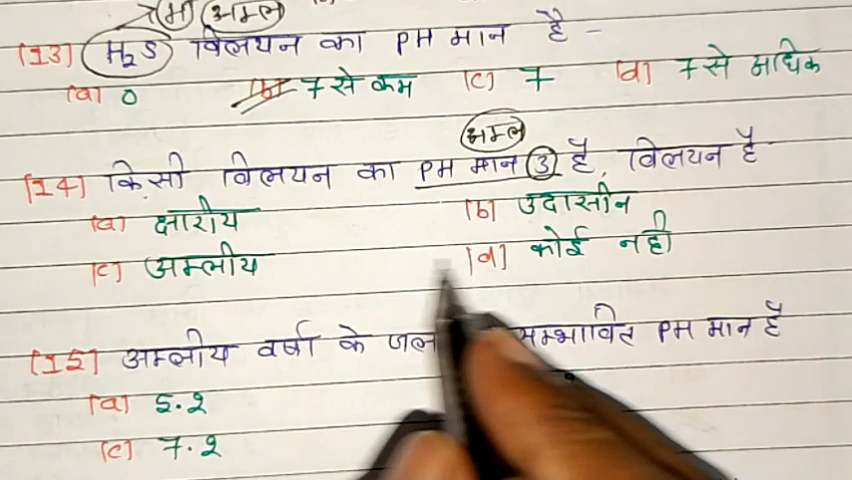 (मी) अम्ल
(13) H₂S विलयन का PH मान है -
(a) 0 (b) 7 से कम (c) 7 (d) 7 से अधिक
अम्ल
(14) किसी विलयन का PH मान 3 है, विलयन है -
(a) क्षारीय (b) उदासीन
(c) अम्लीय (d) कोई नही
(15) अम्लीय वर्षा के जल सम्भावित PH मान है
(a) 5.2
(c) 7.2